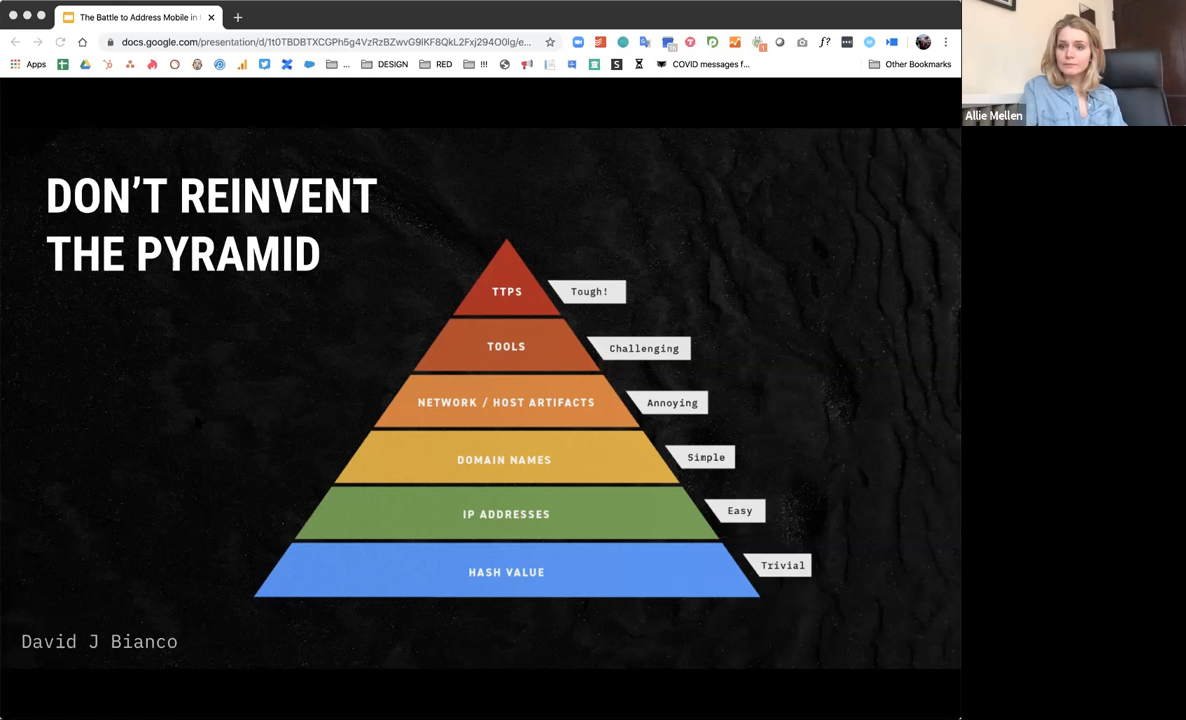 The Battle to Address Mobile in
docs.google.com/presentation/d/1t0TBDBTXCGPh5g4VzRzBZwvG9lKF8QkL2Fxj294O0lg/e...
Apps
...
DESIGN
RED
!!!
COVID messages f...
Other Bookmarks
Allie Mellen
DON'T REINVENT
THE PYRAMID
TTPS
Tough!
TOOLS
Challenging
NETWORK / HOST ARTIFACTS
Annoying
DOMAIN NAMES
Simple
IP ADDRESSES
Easy
HASH VALUE
Trivial
David J Bianco